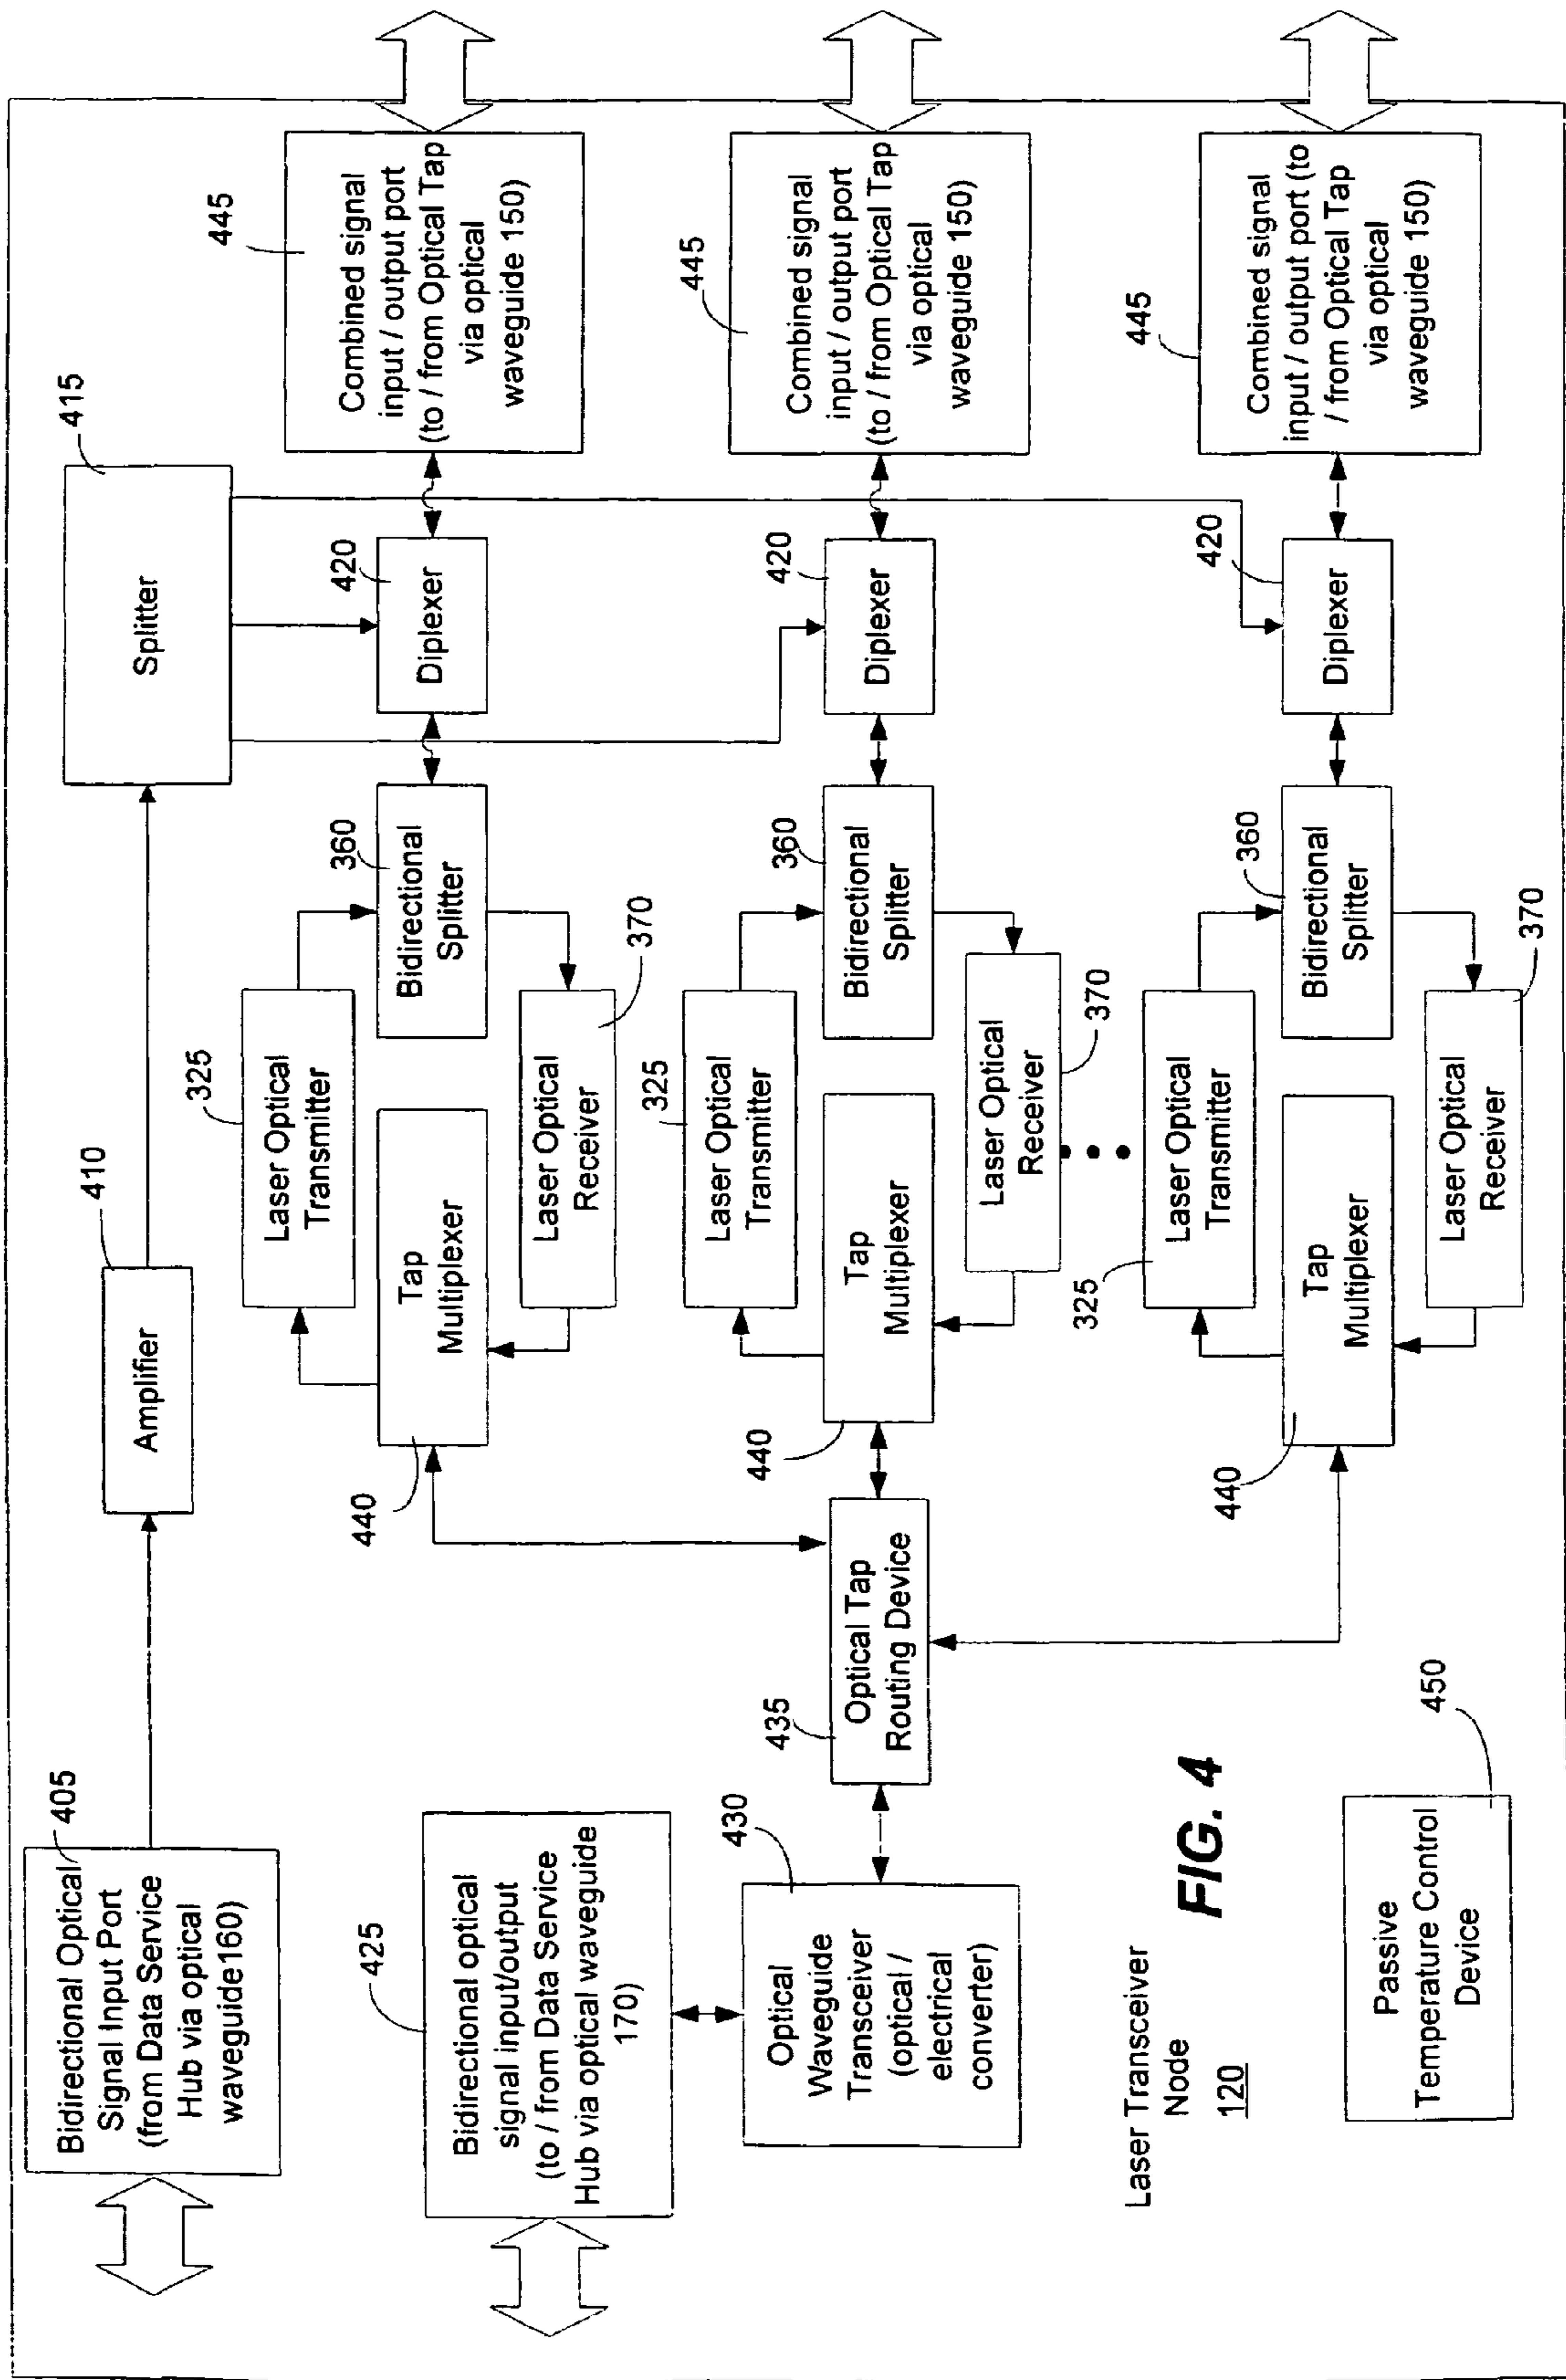 405
Bidirectional Optical
Signal Input Port
(from Data Service
Hub via optical
waveguide160)
410
Amplifier
415
Splitter
425
Bidirectional optical
signal input/output
(to / from Data Service
Hub via optical waveguide
170)
430
Optical
Waveguide
Transceiver
(optical /
electrical
converter)
435
Optical Tap
Routing Device
440
Tap
Multiplexer
325
Laser Optical
Transmitter
Laser Optical
Receiver
370
360
Bidirectional
Splitter
420
Diplexer
445
Combined signal
input / output port
(to / from Optical Tap
via optical
waveguide 150)
440
Tap
Multiplexer
325
Laser Optical
Transmitter
Laser Optical
Receiver
370
360
Bidirectional
Splitter
420
Diplexer
445
Combined signal
input / output port
(to / from Optical Tap
via optical
waveguide 150)
440
Tap
Multiplexer
325
Laser Optical
Transmitter
Laser Optical
Receiver
370
360
Bidirectional
Splitter
420
Diplexer
445
Combined signal
input / output port (to
/ from Optical Tap
via optical
waveguide 150)
Laser Transceiver
Node
120
FIG. 4
450
Passive
Temperature Control
Device